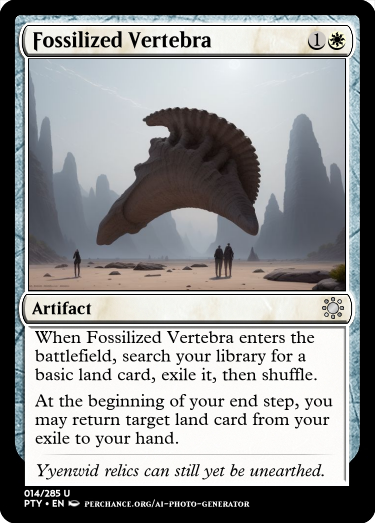 Fossilized Vertebra 1
Artifact
When Fossilized Vertebra enters the
battlefield, search your library for a
basic land card, exile it, then shuffle.
At the beginning of your end step, you
may return target land card from your
exile to your hand.
Yyenwid relics can still yet be unearthed.
014/285 U
PTY • EN PERCHANCE.ORG/AI-PHOTO-GENERATOR